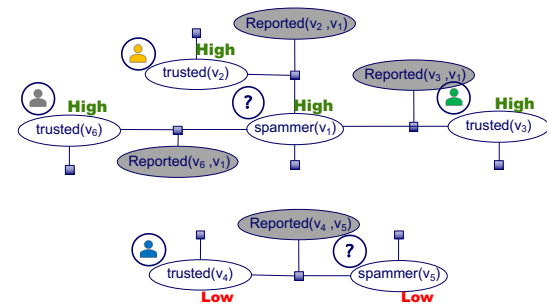 Reported(v2 ,v1)
High
trusted(v2)
Reported(v3 ,v1)
?
High
High
High
trusted(v6)
spammer(v1)
trusted(v3)
Reported(v6 ,v1)
Reported(v4 ,v5)
?
trusted(v4)
spammer(v5)
Low
Low